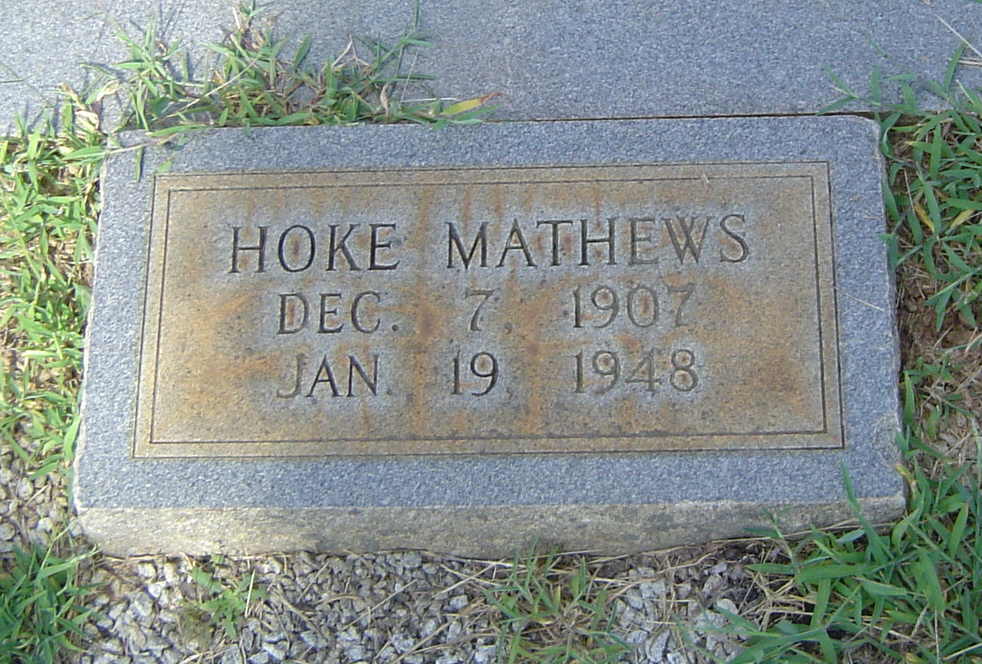 HOKE MATHEWS
DEC. 7, 1907
JAN. 19, 1948